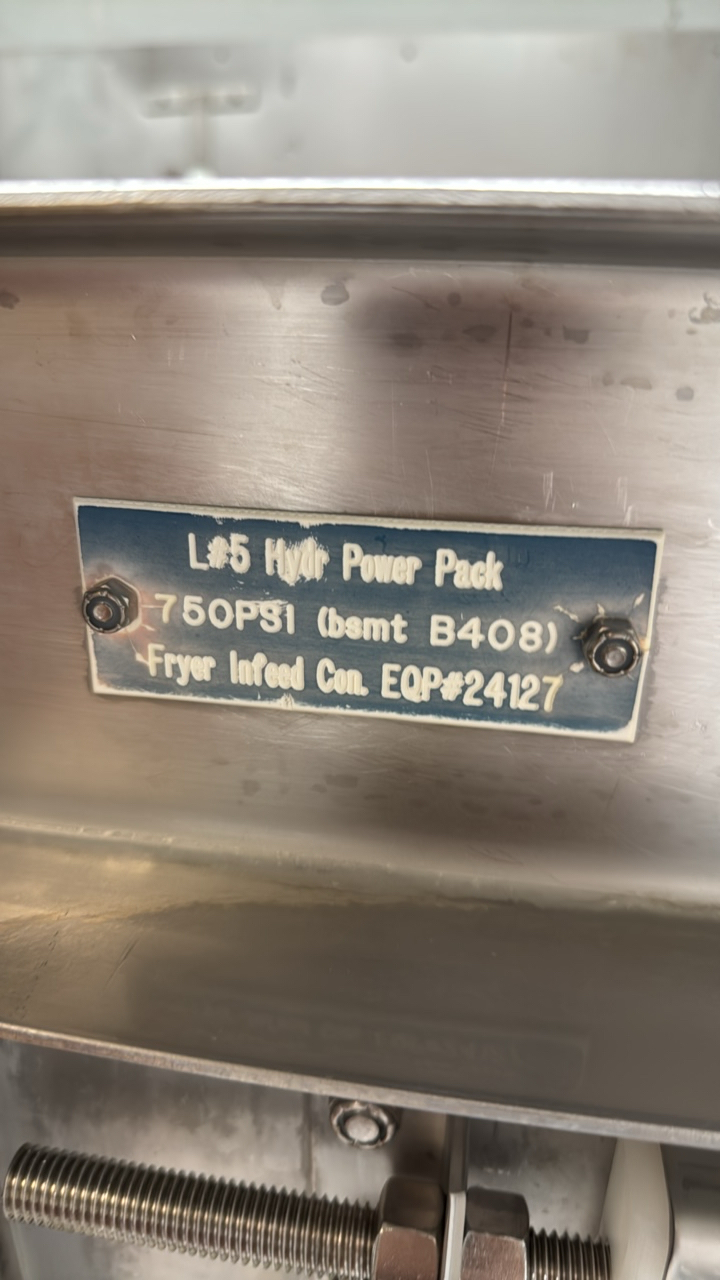 L#5 Hydr Power Pack
750PSI (bsmt B408)
Fryer Infeed Con. EQP#24127